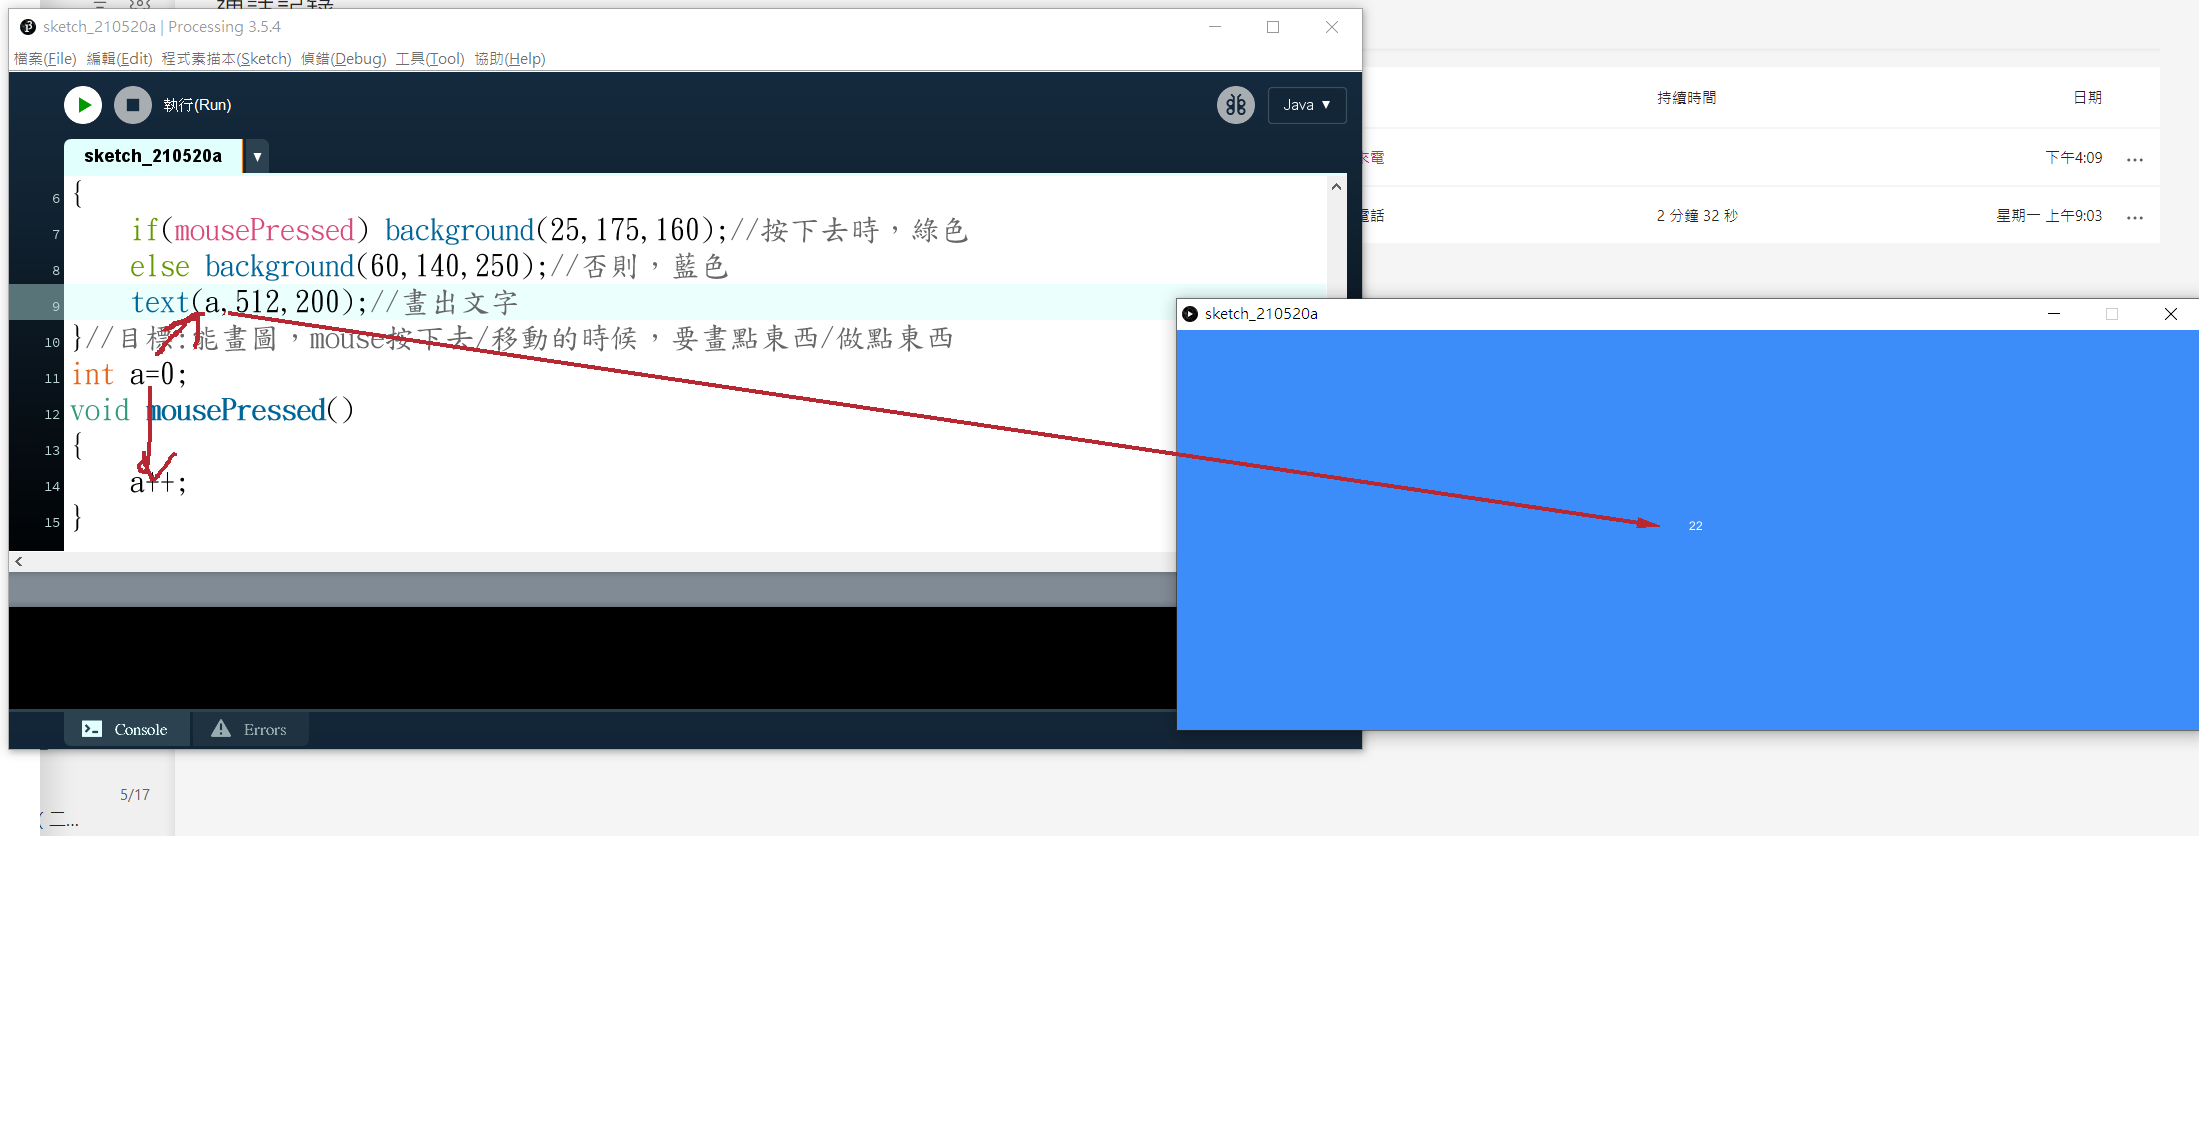 sketch_210520a | Processing 3.5.4
檔案(File) 編輯(Edit) 程式素描本(Sketch) 偵錯(Debug) 工具(Tool) 協助(Help)
執行(Run)
Java ▼
sketch_210520a ▼
6 {
7 if(mousePressed) background(25,175,160);//按下去時，綠色
8 else background(60,140,250);//否則，藍色
9 text(a,512,200);//畫出文字
10 }//目標:能畫圖，mouse按下去/移動的時候，要畫點東西/做點東西
11 int a=0;
12 void mousePressed()
13 {
14 a++;
15 }
Console Errors
持續時間 日期
來電 下午4:09 ...
電話 2 分鐘 32 秒 星期一 上午9:03 ...
sketch_210520a
22
5/17
( 二...